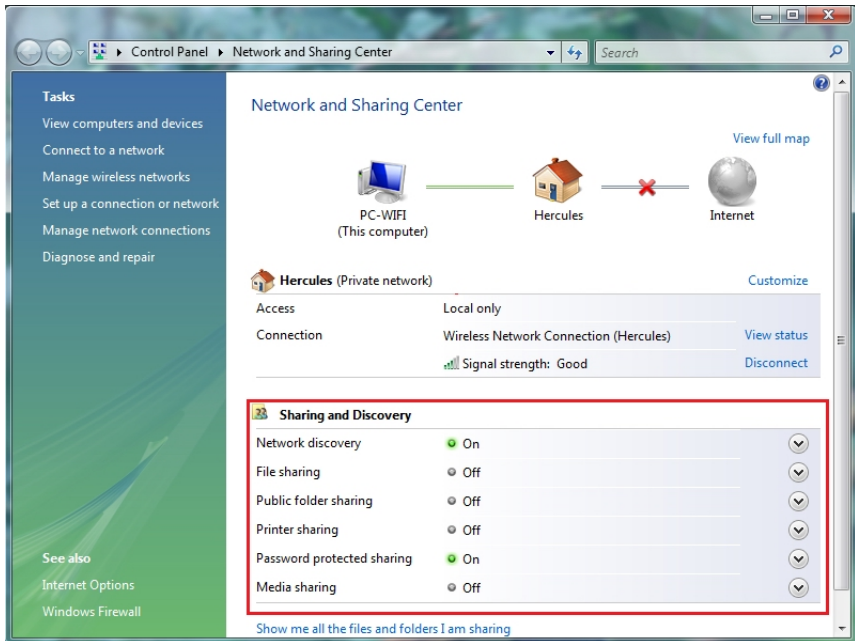 Control Panel Network and Sharing Center
Search
Tasks
View computers and devices
Connect to a network
Manage wireless networks
Set up a connection or network
Manage network connections
Diagnose and repair
See also
Internet Options
Windows Firewall
Network and Sharing Center
View full map
PC-WIFI
(This computer)
Hercules
Internet
Hercules (Private network) Customize
Access Local only
Connection Wireless Network Connection (Hercules) View status
Signal strength: Good Disconnect
Sharing and Discovery
Network discovery On
File sharing Off
Public folder sharing Off
Printer sharing Off
Password protected sharing On
Media sharing Off
Show me all the files and folders I am sharing